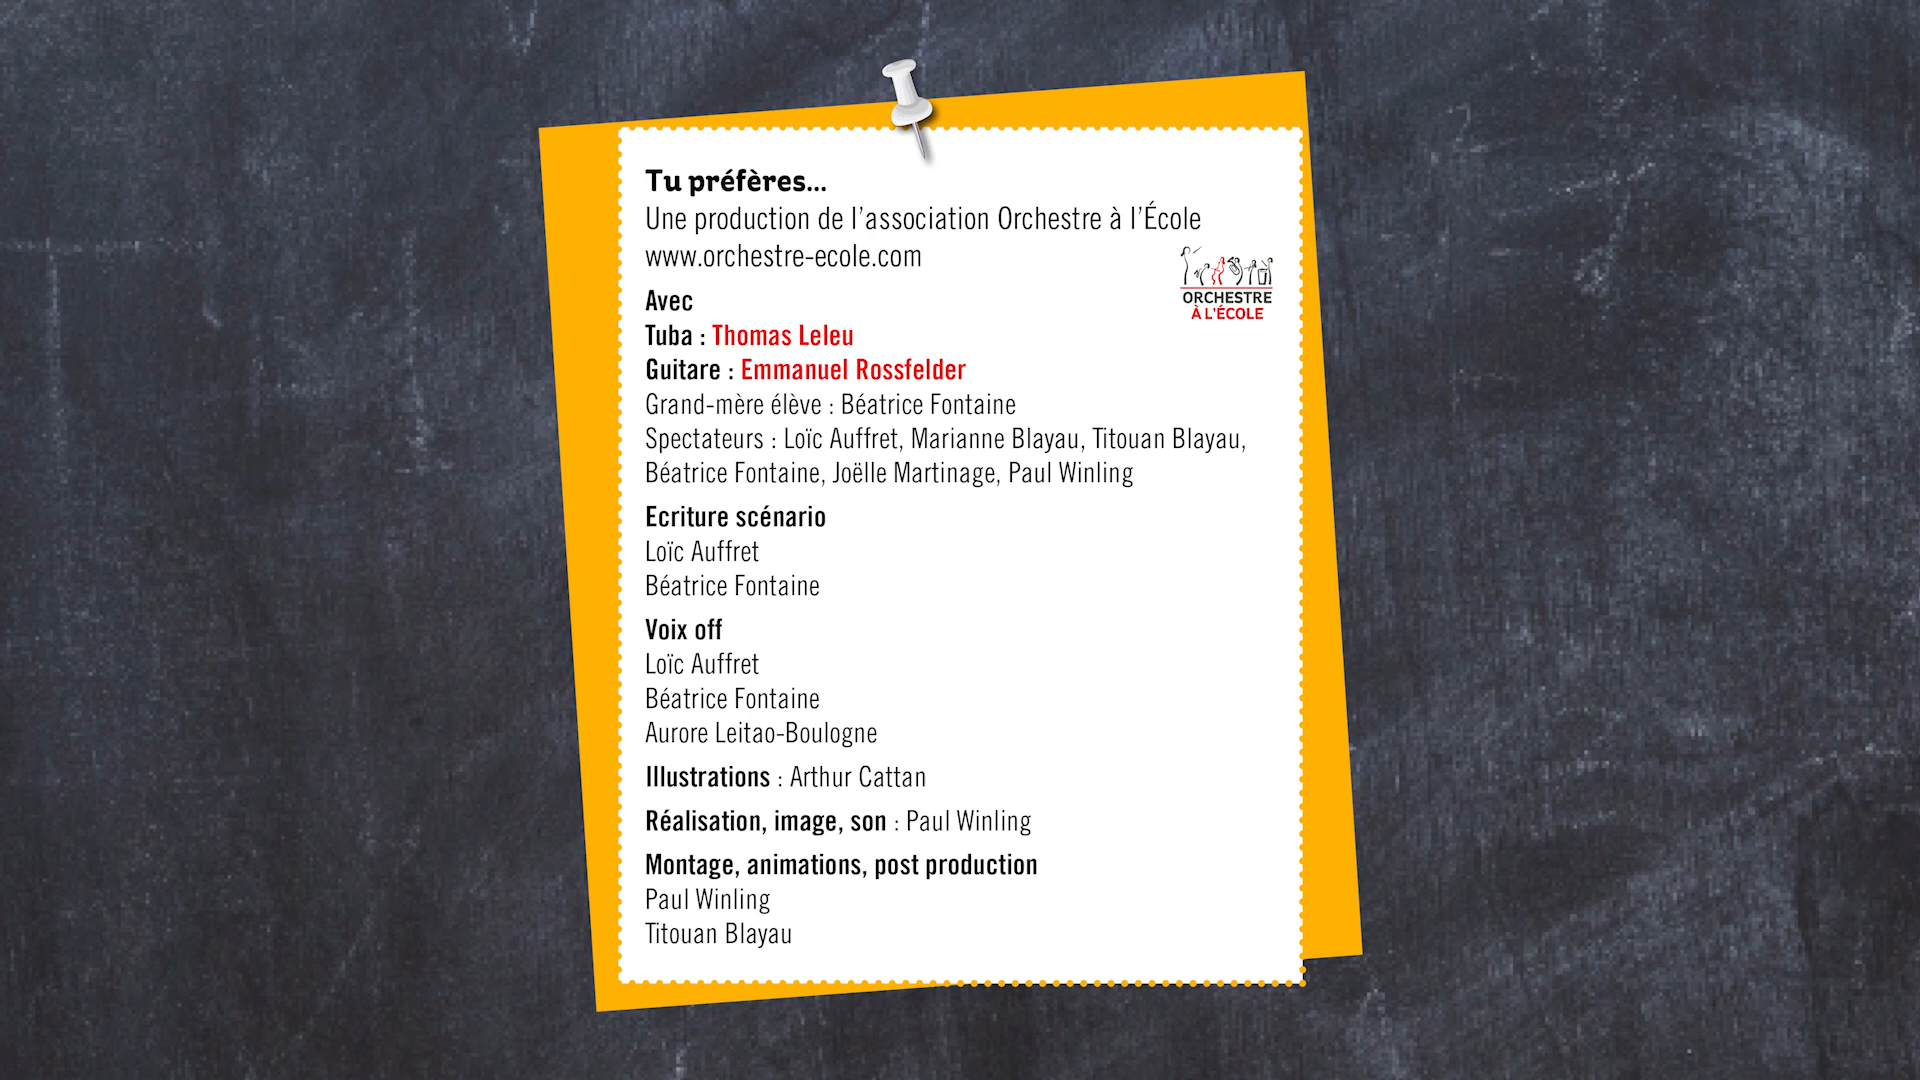 Tu préfères...
Une production de l’association Orchestre à l’École
www.orchestre-ecole.com
ORCHESTRE
À L'ÉCOLE
Avec
Tuba : Thomas Leleu
Guitare : Emmanuel Rossfelder
Grand-mère élève : Béatrice Fontaine
Spectateurs : Loïc Auffret, Marianne Blayau, Titouan Blayau,
Béatrice Fontaine, Joëlle Martinage, Paul Winling
Ecriture scénario
Loïc Auffret
Béatrice Fontaine
Voix off
Loïc Auffret
Béatrice Fontaine
Aurore Leitao-Boulogne
Illustrations : Arthur Cattan
Réalisation, image, son : Paul Winling
Montage, animations, post production
Paul Winling
Titouan Blayau